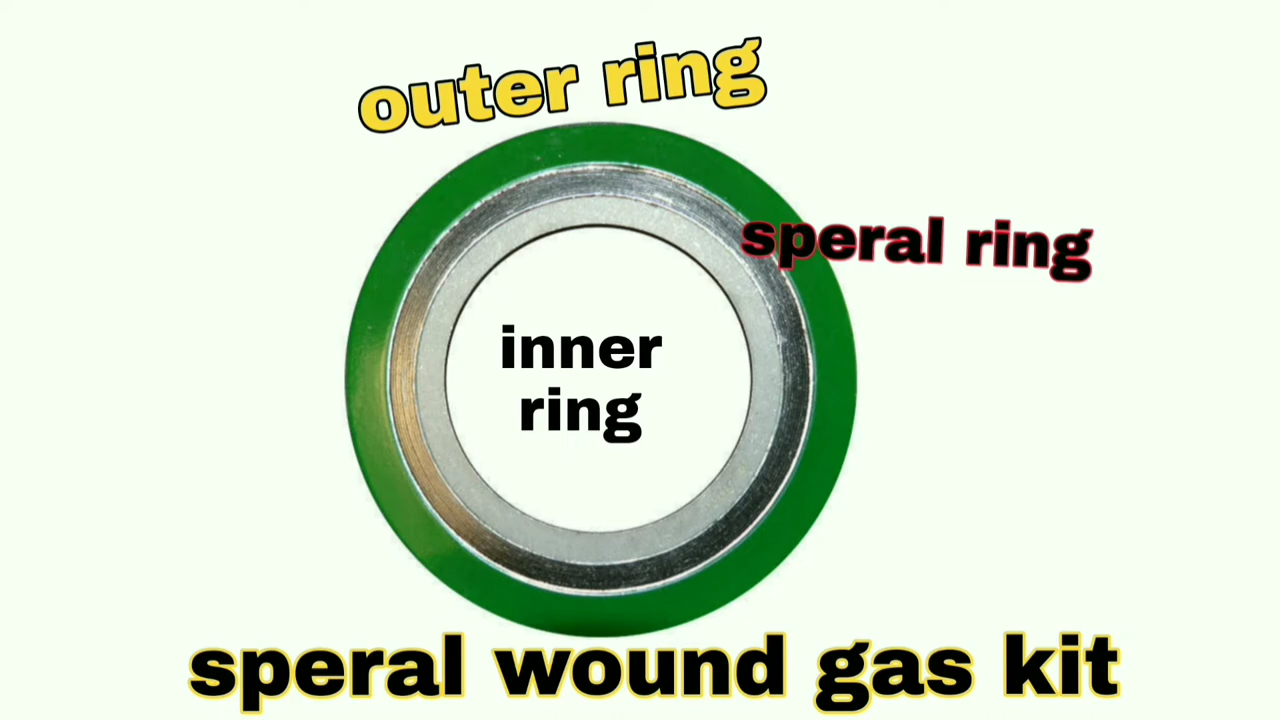 outer ring
speral ring
inner
ring
speral wound gas kit